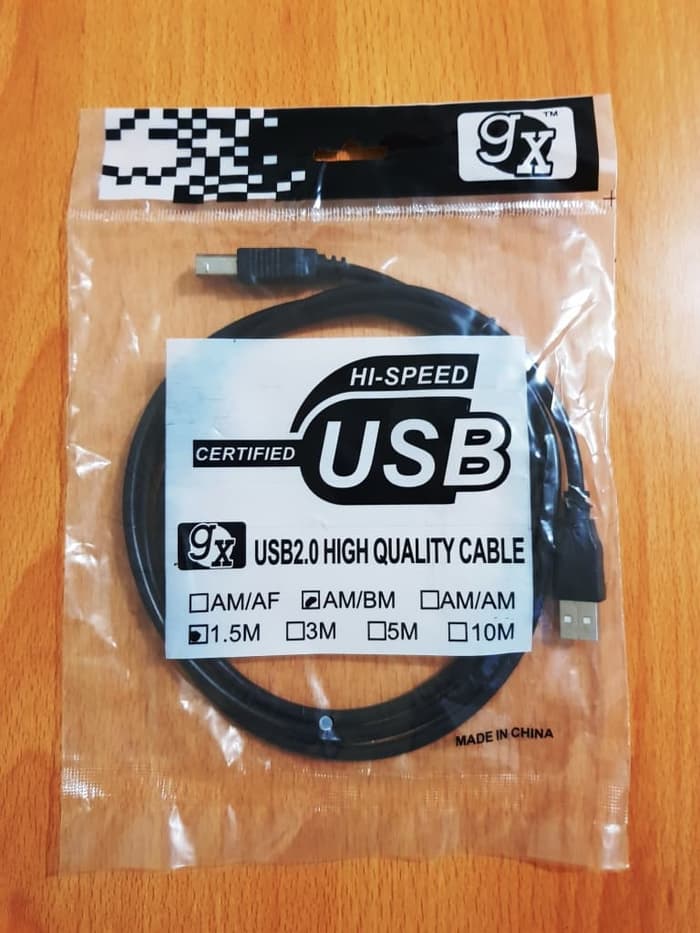 gx™
HI-SPEED
CERTIFIED USB
gx USB2.0 HIGH QUALITY CABLE
AM/AF AM/BM AM/AM
1.5M 3M 5M 10M
MADE IN CHINA